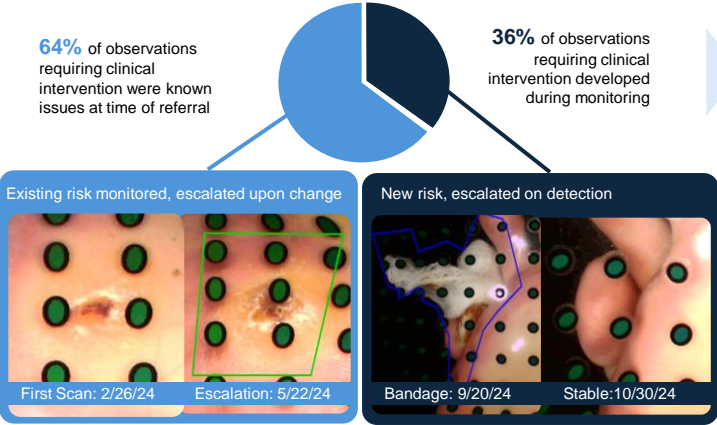 64% of observations
requiring clinical
intervention were known
issues at time of referral
36% of observations
requiring clinical
intervention developed
during monitoring
Existing risk monitored, escalated upon change
First Scan: 2/26/24
Escalation: 5/22/24
New risk, escalated on detection
Bandage: 9/20/24
Stable:10/30/24